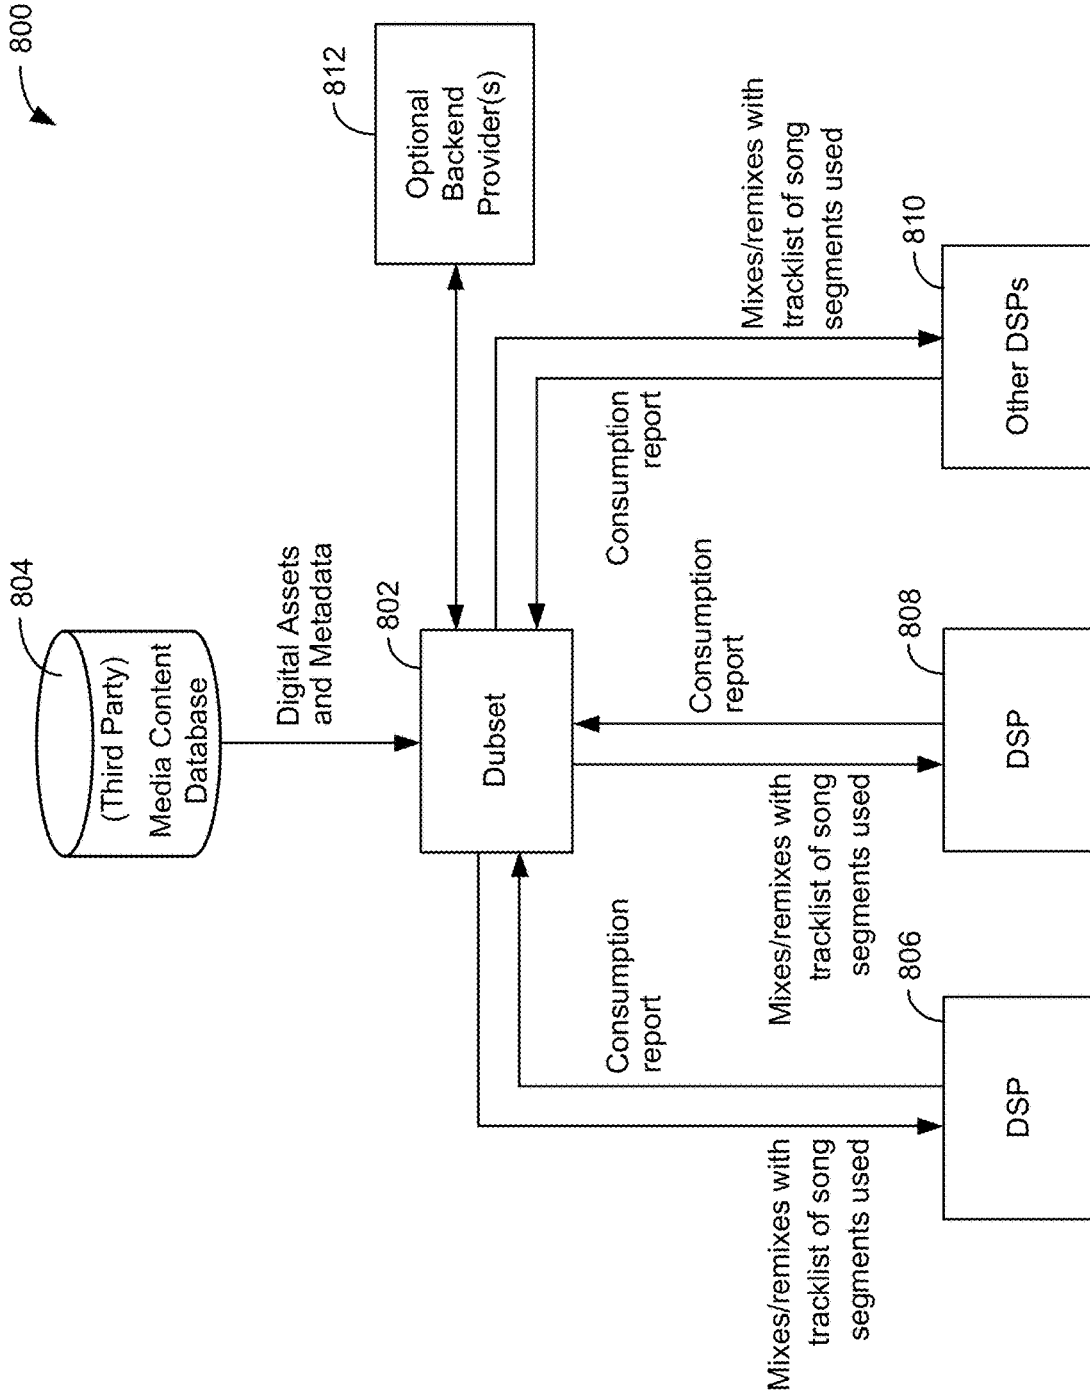 800
804
(Third Party)
Media Content
Database
Digital Assets
and Metadata
802
Dubset
812
Optional
Backend
Provider(s)
Mixes/remixes with
tracklist of song
segments used
Consumption
report
806
DSP
Mixes/remixes with
tracklist of song
segments used
Consumption
report
808
DSP
Consumption
report
Mixes/remixes with
tracklist of song
segments used
810
Other DSPs